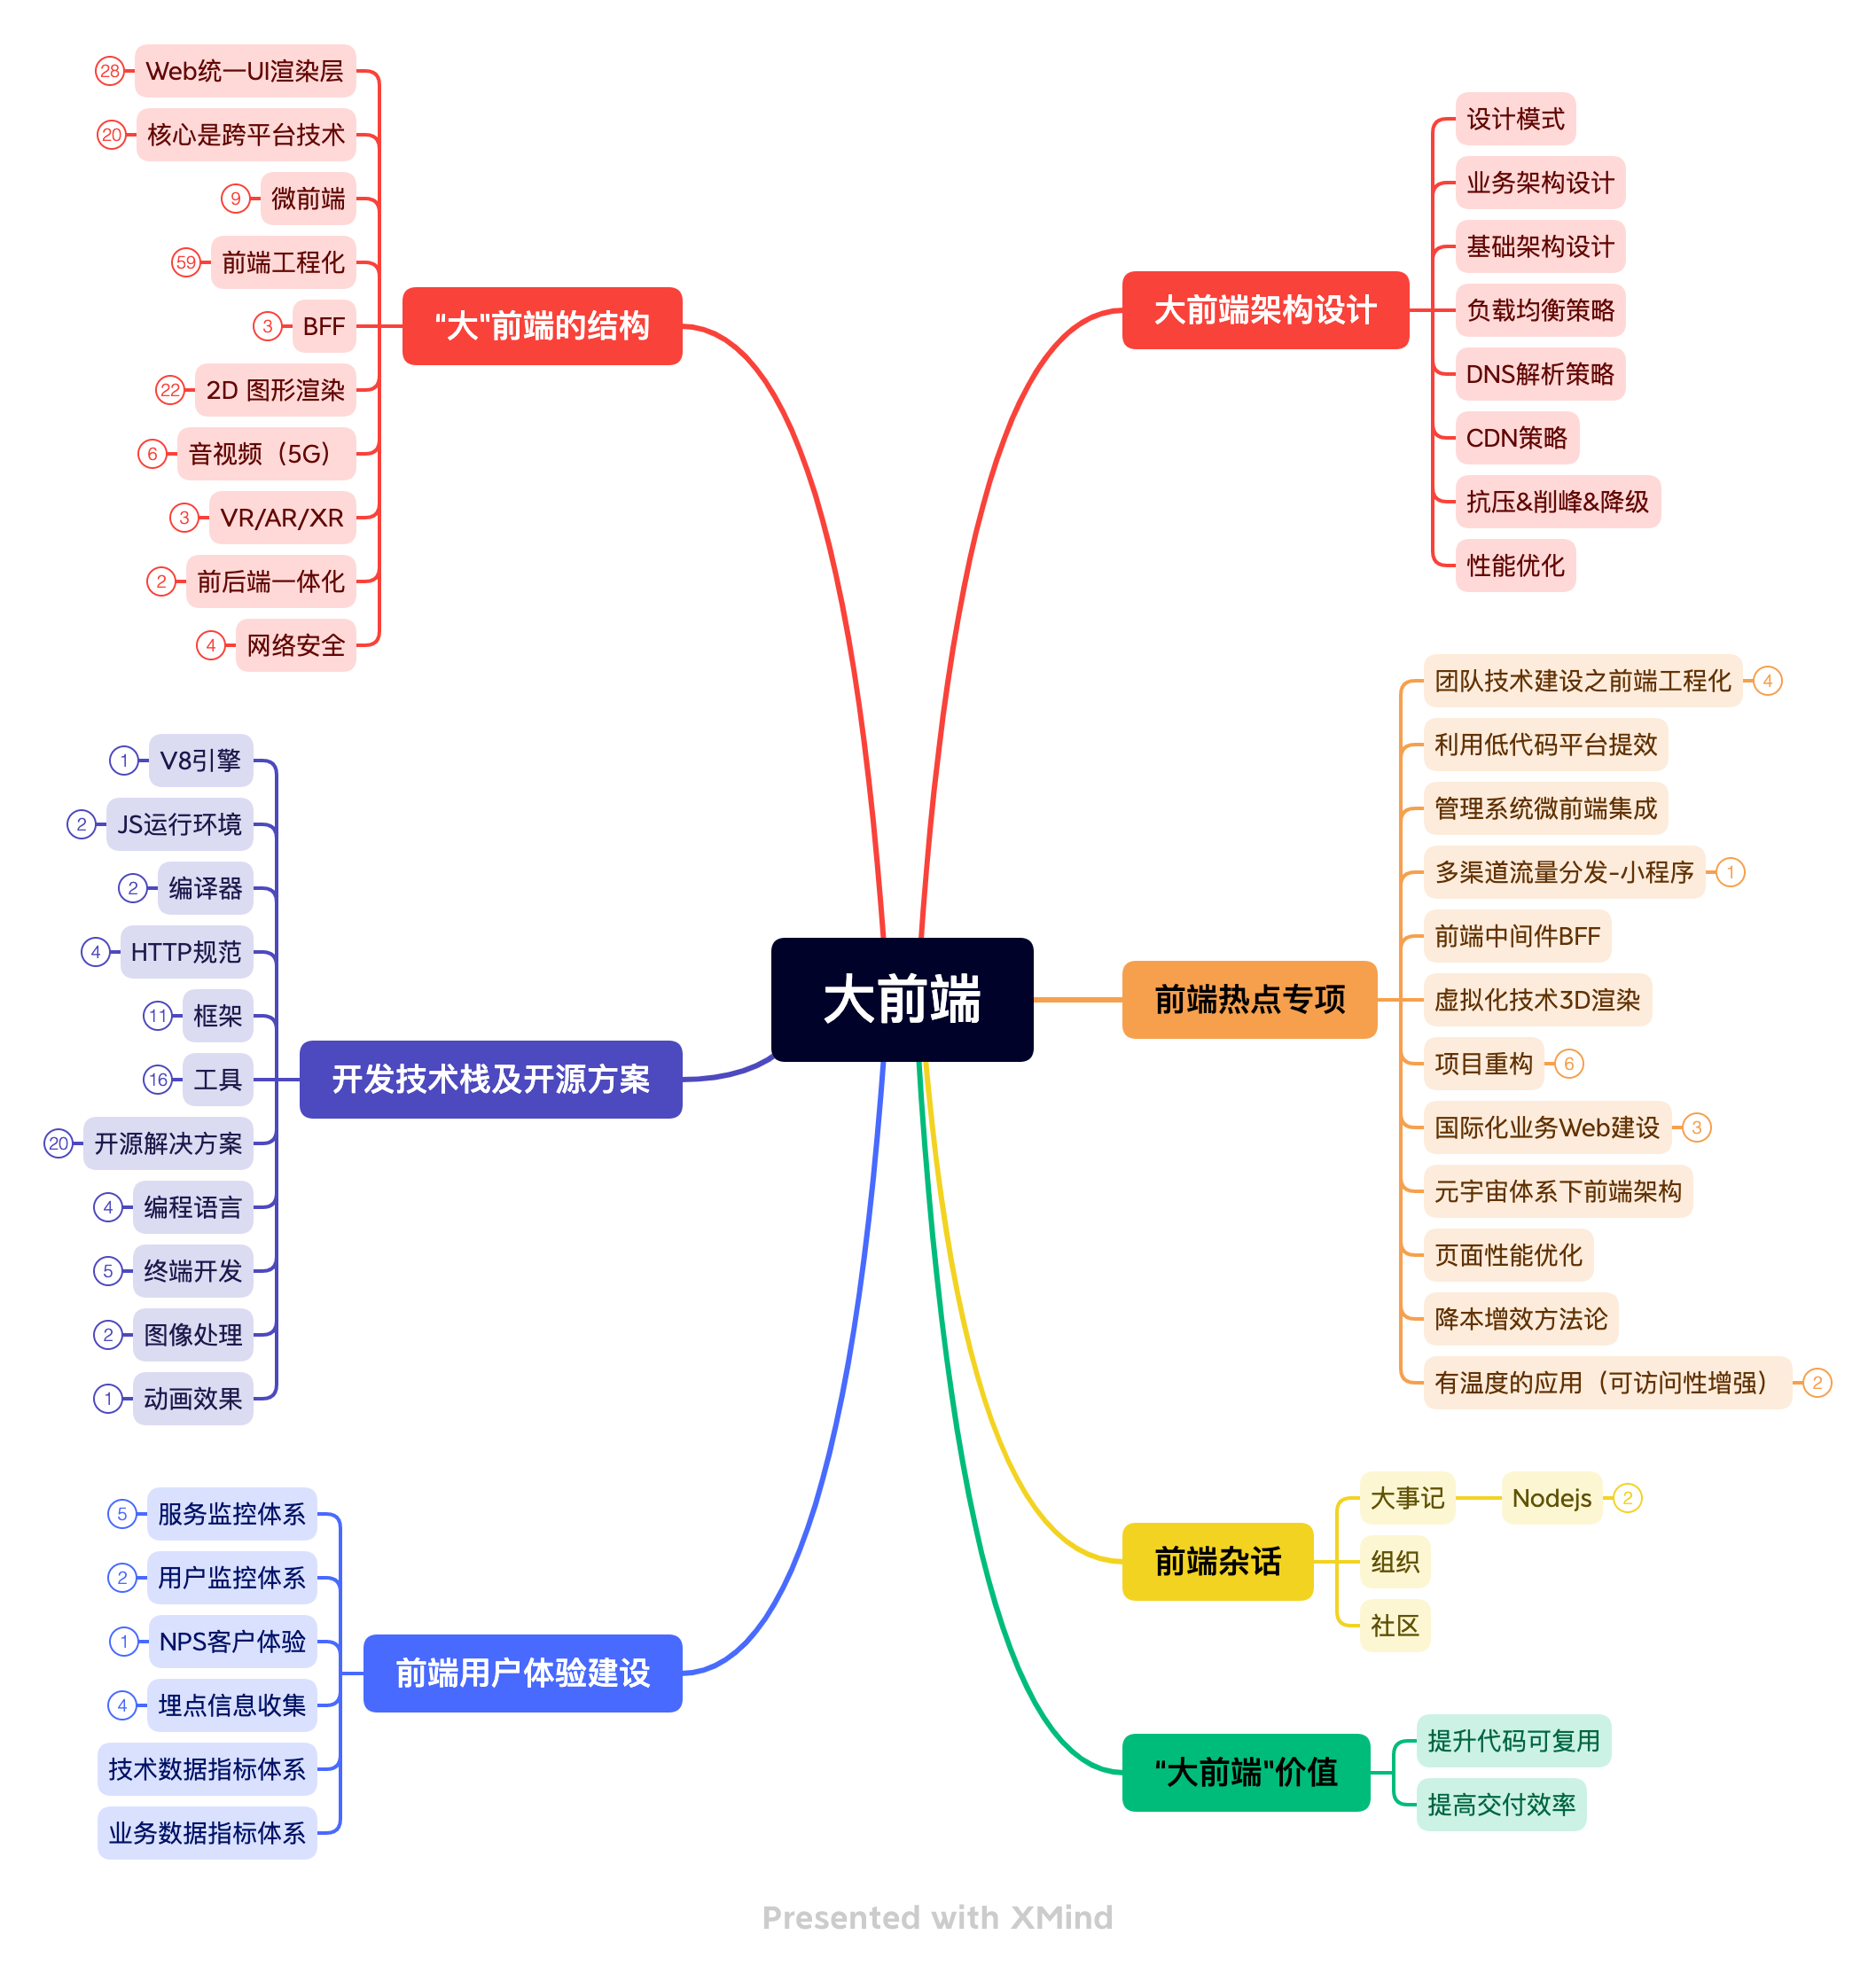 大前端
大前端架构设计
设计模式
业务架构设计
基础架构设计
负载均衡策略
DNS解析策略
CDN策略
抗压&削峰&降级
性能优化
前端热点专项
团队技术建设之前端工程化 4
利用低代码平台提效
管理系统微前端集成
多渠道流量分发-小程序 1
前端中间件BFF
虚拟化技术3D渲染
项目重构 6
国际化业务Web建设 3
元宇宙体系下前端架构
页面性能优化
降本增效方法论
有温度的应用（可访问性增强） 2
前端杂话
大事记 Nodejs 2
组织
社区
“大前端"价值
提升代码可复用
提高交付效率
“大"前端的结构
28 Web统一UI渲染层
20 核心是跨平台技术
9 微前端
59 前端工程化
3 BFF
22 2D 图形渲染
6 音视频（5G）
3 VR/AR/XR
2 前后端一体化
4 网络安全
开发技术栈及开源方案
1 V8引擎
2 JS运行环境
2 编译器
4 HTTP规范
11 框架
16 工具
20 开源解决方案
4 编程语言
5 终端开发
2 图像处理
1 动画效果
前端用户体验建设
5 服务监控体系
2 用户监控体系
1 NPS客户体验
4 埋点信息收集
技术数据指标体系
业务数据指标体系
Presented with XMind